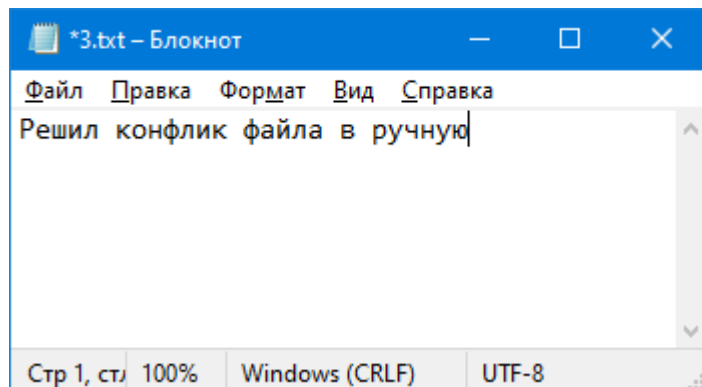 *3.txt – Блокнот
Файл Правка Формат Вид Справка
Решил конфлик файла в ручную
Стр 1, стл 100% Windows (CRLF) UTF-8